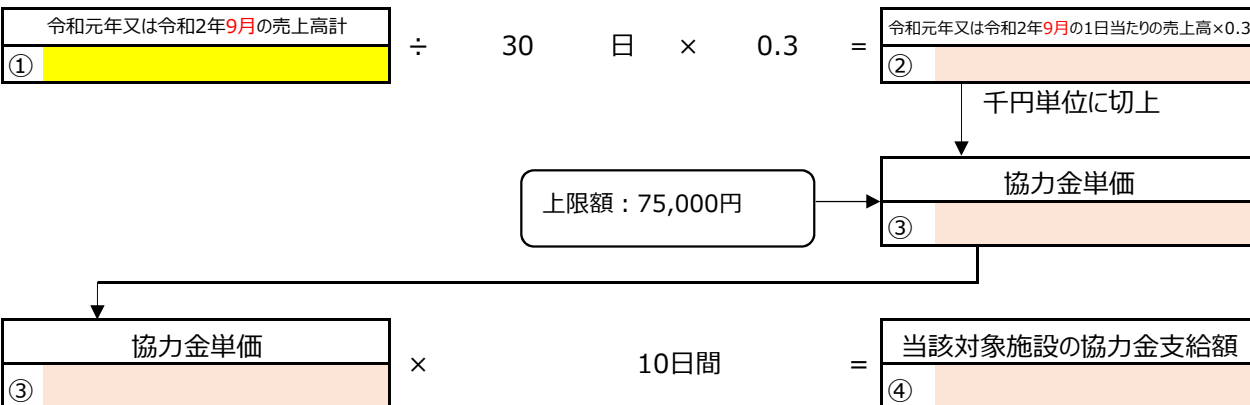 令和元年又は令和2年9月の売上高計
①
÷ 30 日 × 0.3 =
令和元年又は令和2年9月の1日当たりの売上高×0.3
②
千円単位に切上
上限額：75,000円
協力金単価
③
協力金単価
③
× 10日間 =
当該対象施設の協力金支給額
④